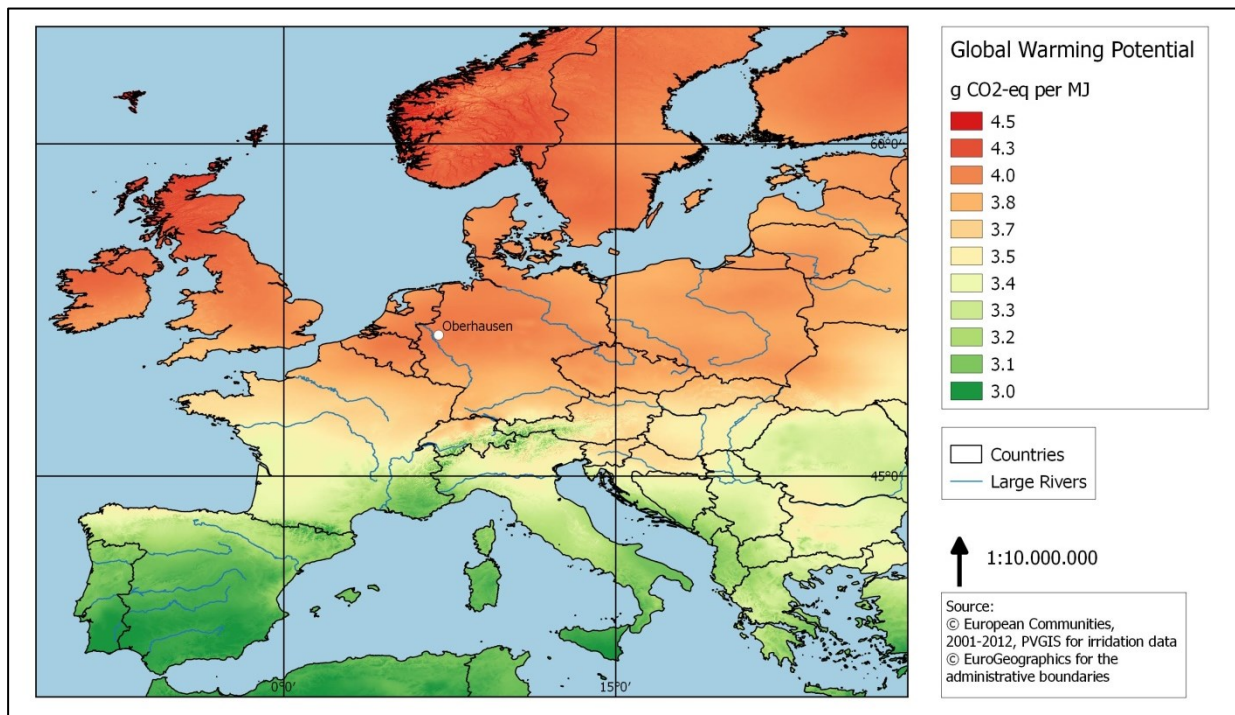 Global Warming Potential
g CO2-eq per MJ
4.5
4.3
4.0
3.8
3.7
3.5
3.4
3.3
3.2
3.1
3.0
60°0'
Oberhausen
45°0'
0°0'
15°0'
Countries
Large Rivers
1:10.000.000
Source:
© European Communities,
2001-2012, PVGIS for irridation data
© EuroGeographics for the
administrative boundaries